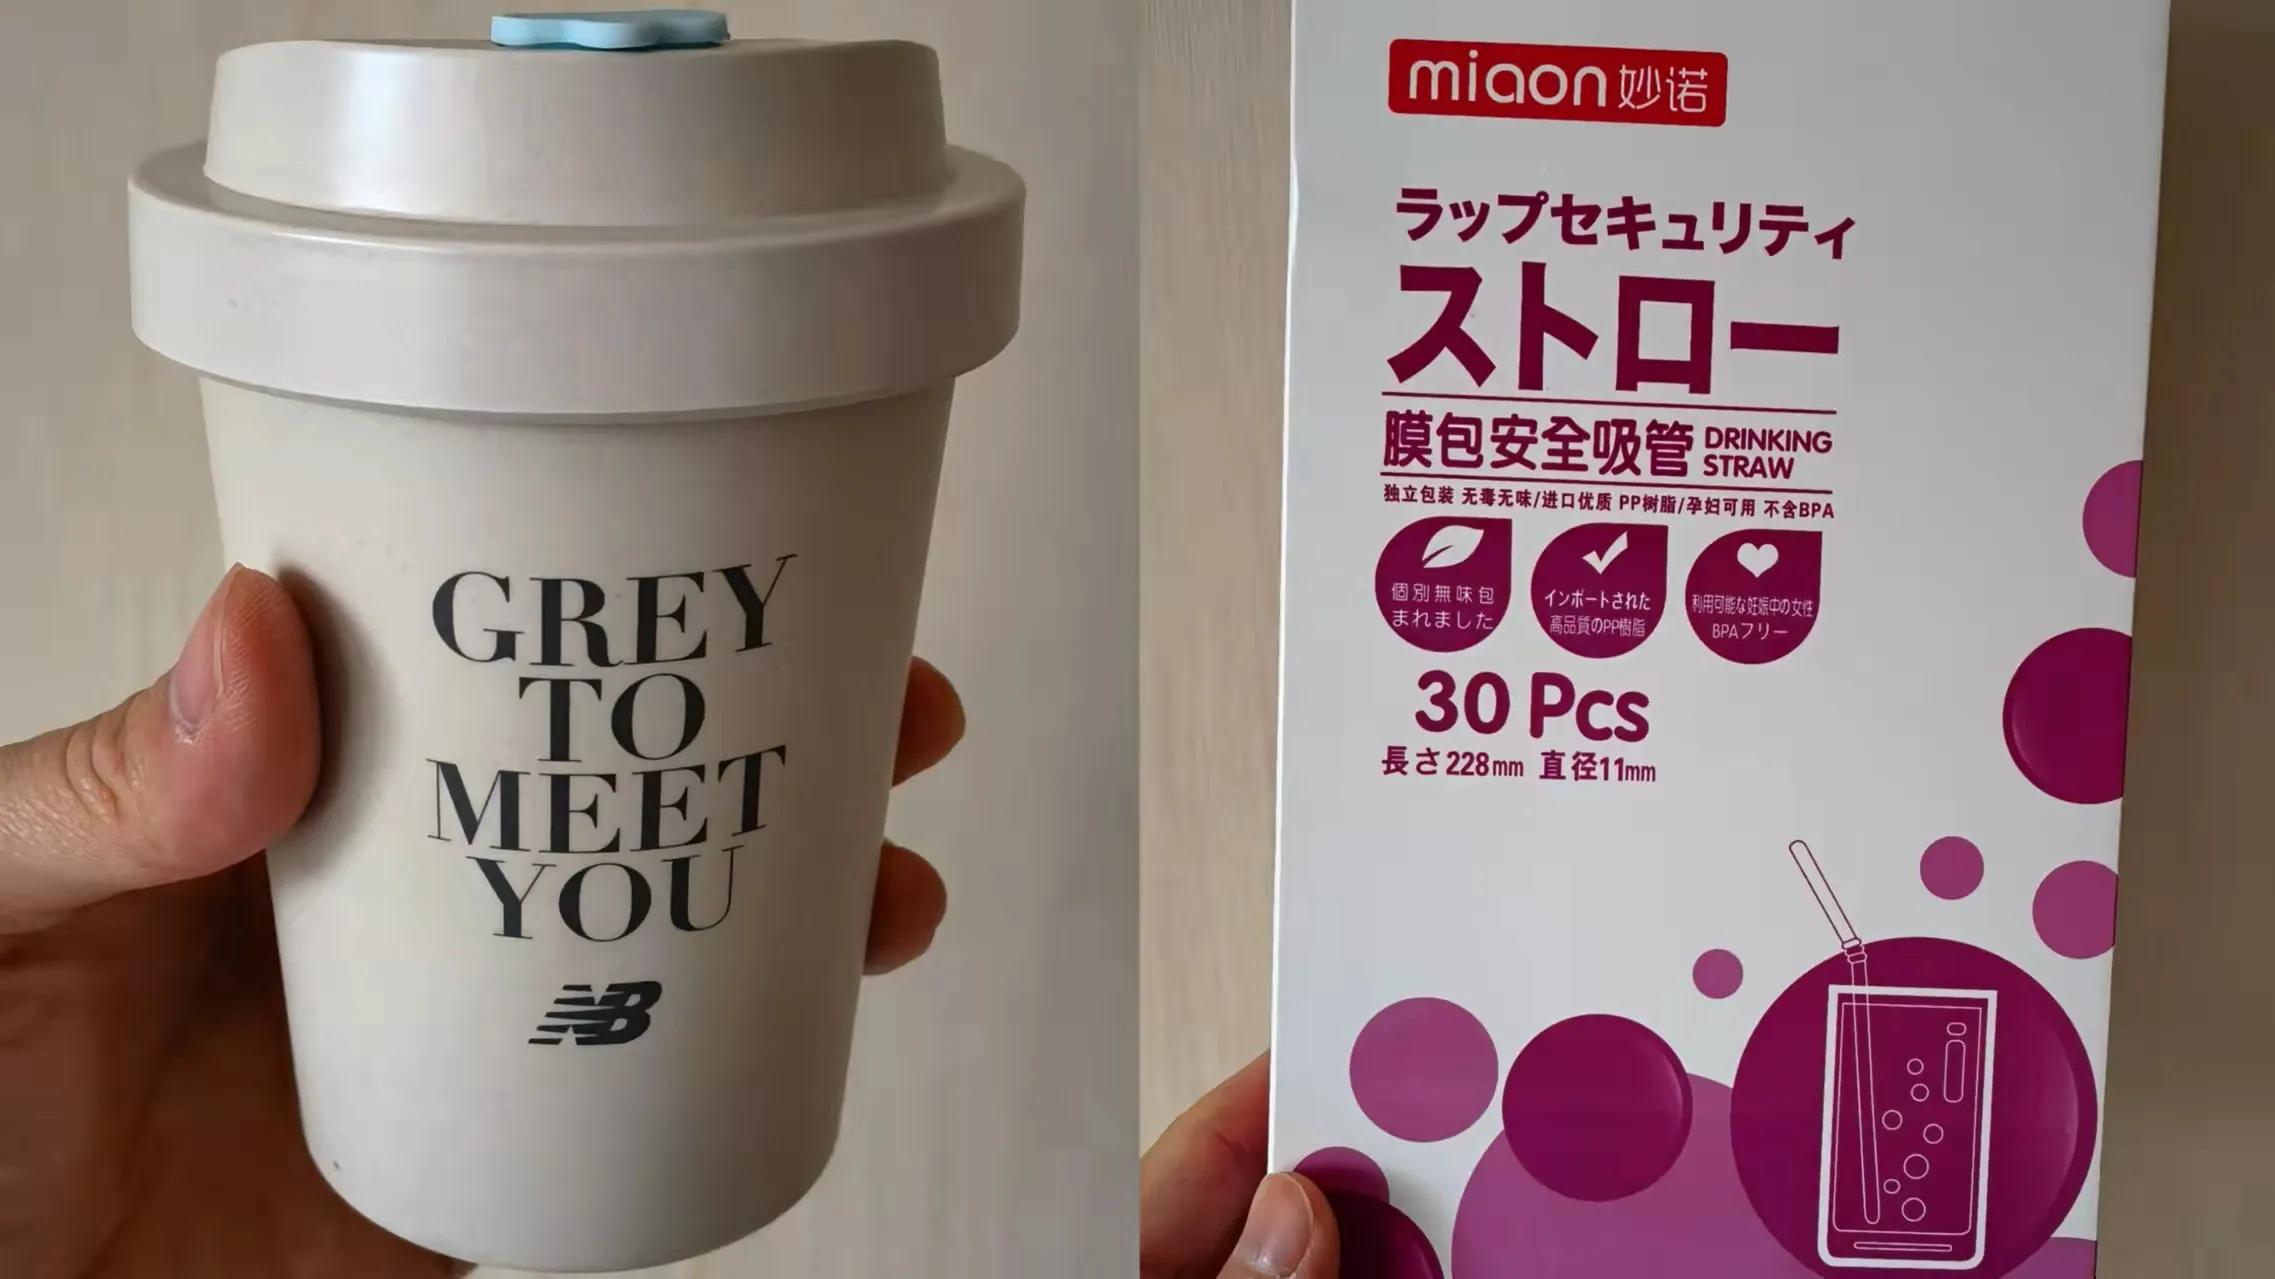 GREY
TO
MEET
YOU
NB
miaon 妙诺
ラップセキュリティ
ストロー
膜包安全吸管 DRINKING STRAW
独立包装 无毒无味/进口优质 PP树脂/孕妇可用 不含BPA
個別無味包
まれました
インポートされた
高品質のPP樹脂
利用可能な妊娠中の女性
BPAフリー
30 Pcs
長さ228mm 直径11mm